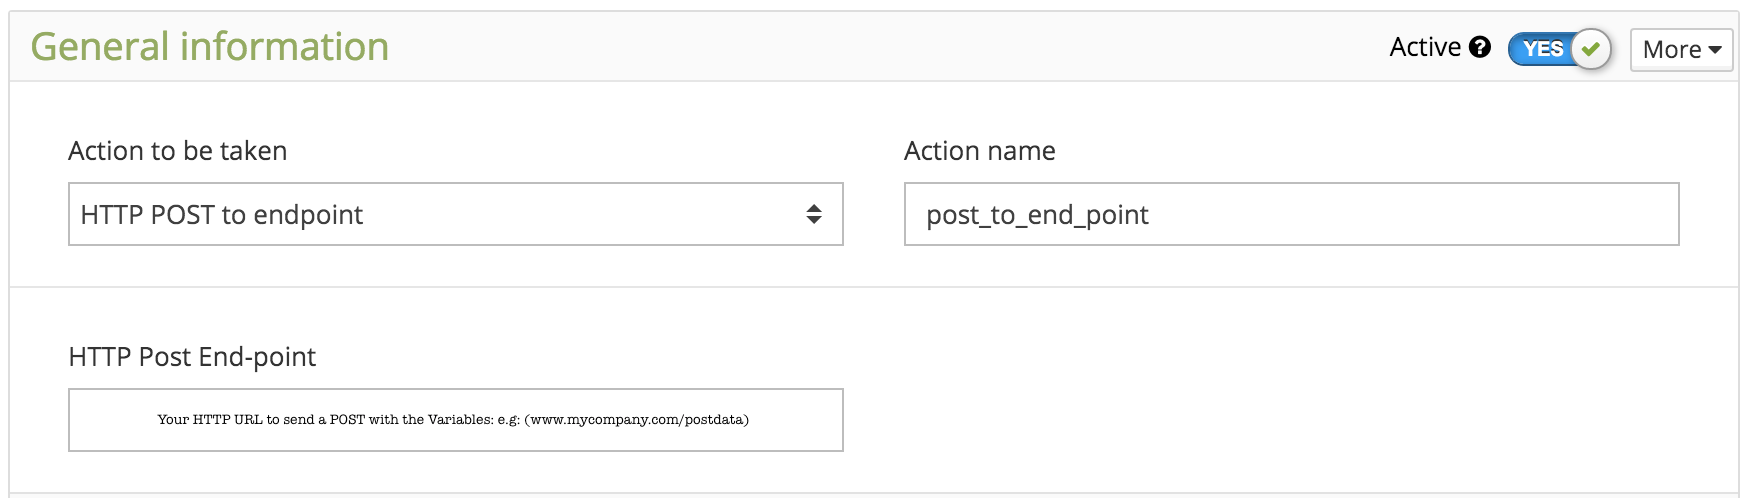 General information
Active ? YES More
Action to be taken
Action name
HTTP POST to endpoint
post_to_end_point
HTTP Post End-point
Your HTTP URL to send a POST with the Variables: e.g: (www.mycompany.com/postdata)